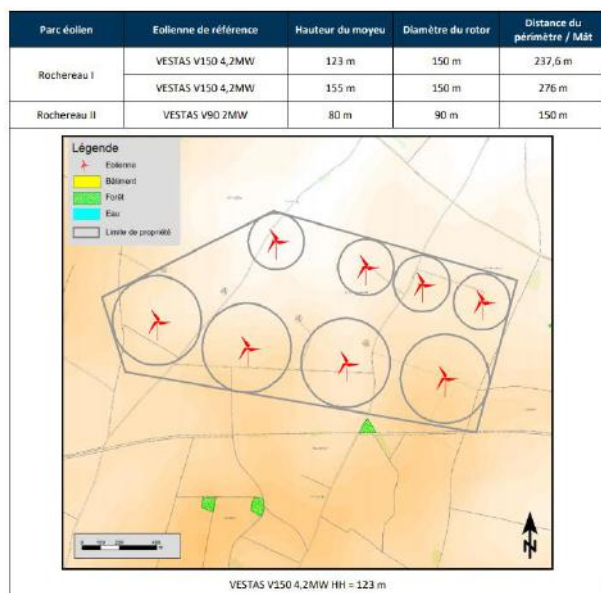 Parc éolien Eolienne de référence Hauteur du moyeu Diamètre du rotor Distance du périmètre / Mât
Rochereau I VESTAS V150 4,2MW 123 m 150 m 237,6 m
VESTAS V150 4,2MW 155 m 150 m 276 m
Rochereau II VESTAS V90 2MW 80 m 90 m 150 m
Légende
Eolienne
Bâtiment
Forêt
Eau
Limite de propriété
N
VESTAS V150 4,2MW HH = 123 m